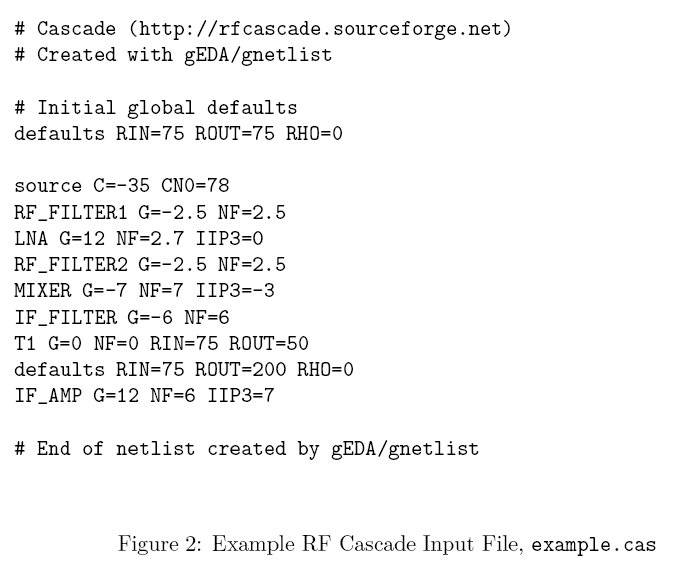 # Cascade (http://rfcascade.sourceforge.net)
# Created with gEDA/gnetlist
# Initial global defaults
defaults RIN=75 ROUT=75 RHO=0
source C=-35 CN0=78
RF_FILTER1 G=-2.5 NF=2.5
LNA G=12 NF=2.7 IIP3=0
RF_FILTER2 G=-2.5 NF=2.5
MIXER G=-7 NF=7 IIP3=-3
IF_FILTER G=-6 NF=6
T1 G=0 NF=0 RIN=75 ROUT=50
defaults RIN=75 ROUT=200 RHO=0
IF_AMP G=12 NF=6 IIP3=7
# End of netlist created by gEDA/gnetlist
Figure 2: Example RF Cascade Input File, example.cas